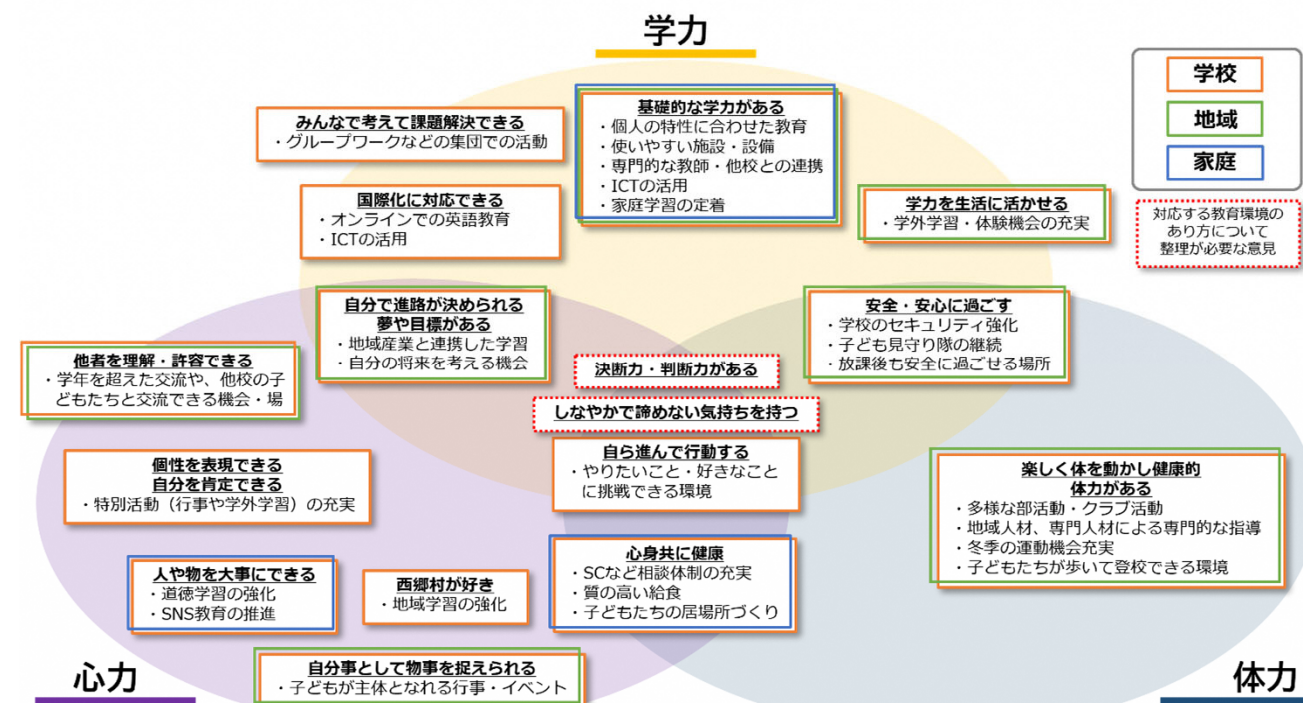 学力
学校
地域
家庭
対応する教育環境の
あり方について
整理が必要な意見
みんなで考えて課題解決できる
・グループワークなどの集団での活動
基礎的な学力がある
・個人の特性に合わせた教育
・使いやすい施設・設備
・専門的な教師・他校との連携
・ICTの活用
・家庭学習の定着
国際化に対応できる
・オンラインでの英語教育
・ICTの活用
学力を生活に活かせる
・学外学習・体験機会の充実
自分で進路が決められる
夢や目標がある
・地域産業と連携した学習
・自分の将来を考える機会
安全・安心に過ごす
・学校のセキュリティ強化
・子ども見守り隊の継続
・放課後も安全に過ごせる場所
他者を理解・許容できる
・学年を超えた交流や、他校の子
どもたちと交流できる機会・場
決断力・判断力がある
しなやかで諦めない気持ちを持つ
自ら進んで行動する
・やりたいこと・好きなこと
に挑戦できる環境
個性を表現できる
自分を肯定できる
・特別活動（行事や学外学習）の充実
楽しく体を動かし健康的
体力がある
・多様な部活動・クラブ活動
・地域人材、専門人材による専門的な指導
・冬季の運動機会充実
・子どもたちが歩いて登校できる環境
人や物を大事にできる
・道徳学習の強化
・SNS教育の推進
西郷村が好き
・地域学習の強化
心身共に健康
・SCなど相談体制の充実
・質の高い給食
・子どもたちの居場所づくり
自分事として物事を捉えられる
・子どもが主体となれる行事・イベント
心力
体力